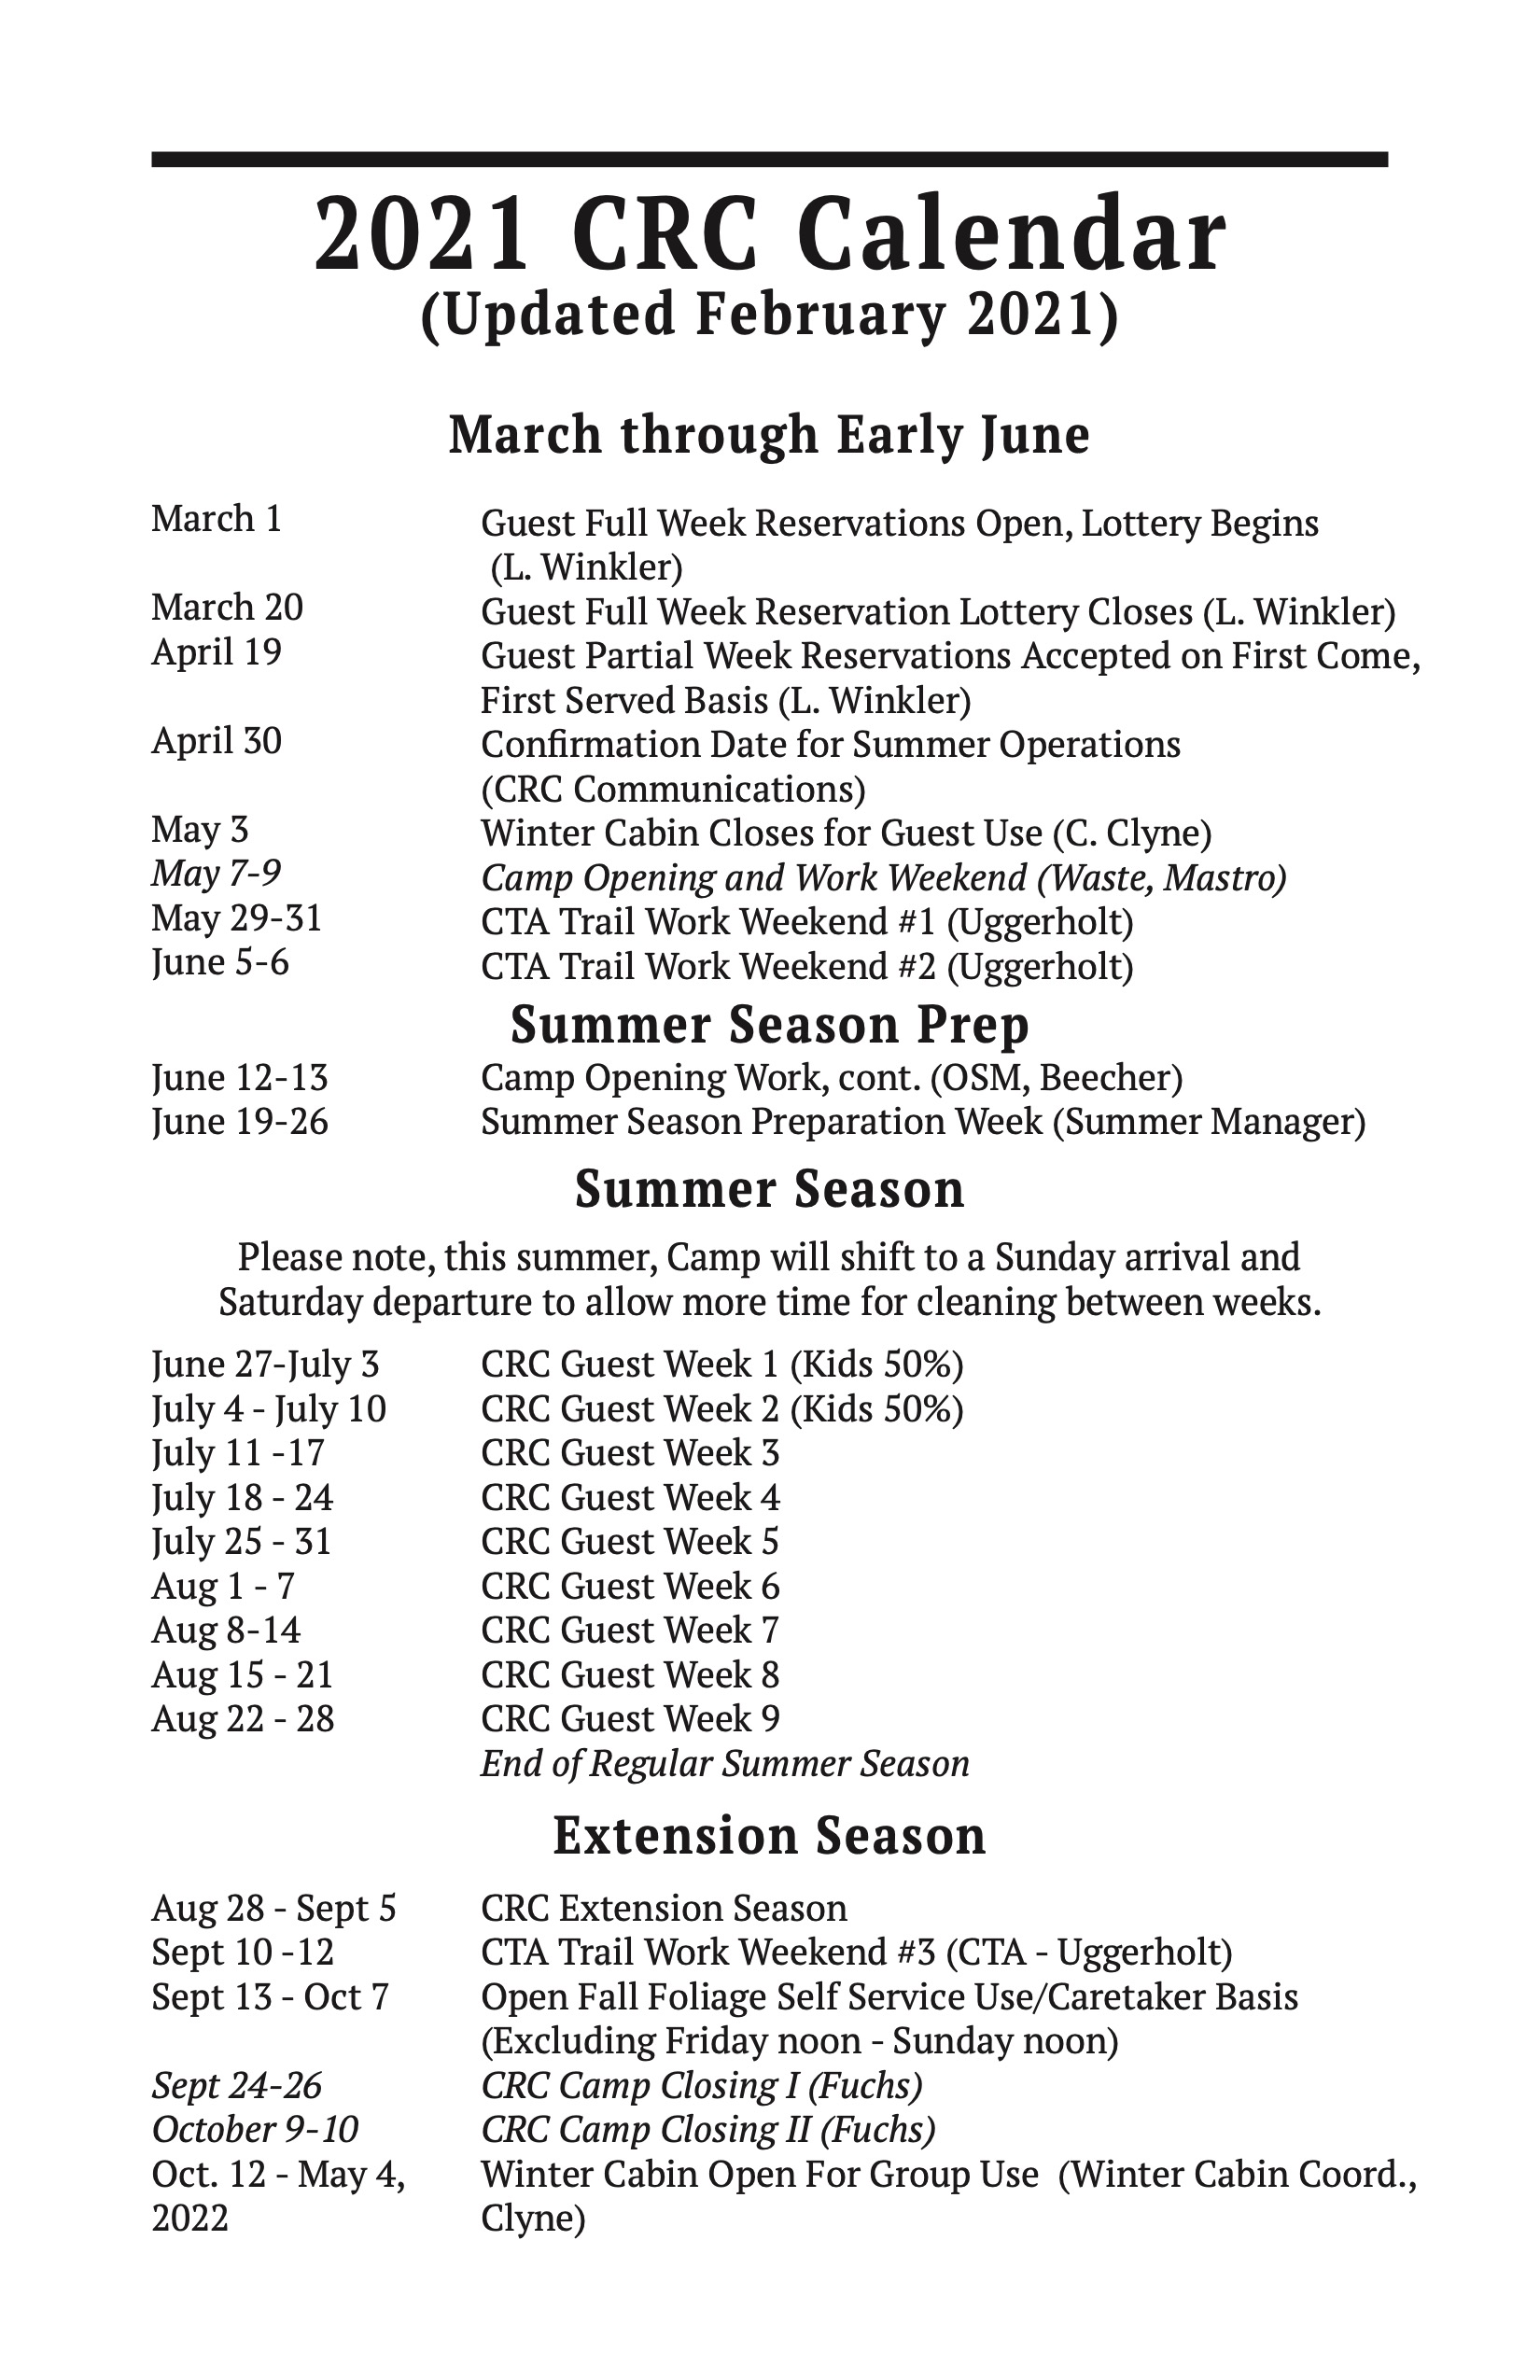 2021 CRC Calendar
(Updated February 2021)
March through Early June
March 1 Guest Full Week Reservations Open, Lottery Begins
(L. Winkler)
March 20 Guest Full Week Reservation Lottery Closes (L. Winkler)
April 19 Guest Partial Week Reservations Accepted on First Come,
First Served Basis (L. Winkler)
April 30 Confirmation Date for Summer Operations
(CRC Communications)
May 3 Winter Cabin Closes for Guest Use (C. Clyne)
May 7-9 Camp Opening and Work Weekend (Waste, Mastro)
May 29-31 CTA Trail Work Weekend #1 (Uggerholt)
June 5-6 CTA Trail Work Weekend #2 (Uggerholt)
Summer Season Prep
June 12-13 Camp Opening Work, cont. (OSM, Beecher)
June 19-26 Summer Season Preparation Week (Summer Manager)
Summer Season
Please note, this summer, Camp will shift to a Sunday arrival and
Saturday departure to allow more time for cleaning between weeks.
June 27-July 3 CRC Guest Week 1 (Kids 50%)
July 4 - July 10 CRC Guest Week 2 (Kids 50%)
July 11 -17 CRC Guest Week 3
July 18 - 24 CRC Guest Week 4
July 25 - 31 CRC Guest Week 5
Aug 1 - 7 CRC Guest Week 6
Aug 8-14 CRC Guest Week 7
Aug 15 - 21 CRC Guest Week 8
Aug 22 - 28 CRC Guest Week 9
End of Regular Summer Season
Extension Season
Aug 28 - Sept 5 CRC Extension Season
Sept 10 -12 CTA Trail Work Weekend #3 (CTA - Uggerholt)
Sept 13 - Oct 7 Open Fall Foliage Self Service Use/Caretaker Basis
(Excluding Friday noon - Sunday noon)
Sept 24-26 CRC Camp Closing I (Fuchs)
October 9-10 CRC Camp Closing II (Fuchs)
Oct. 12 - May 4, Winter Cabin Open For Group Use (Winter Cabin Coord.,
2022 Clyne)